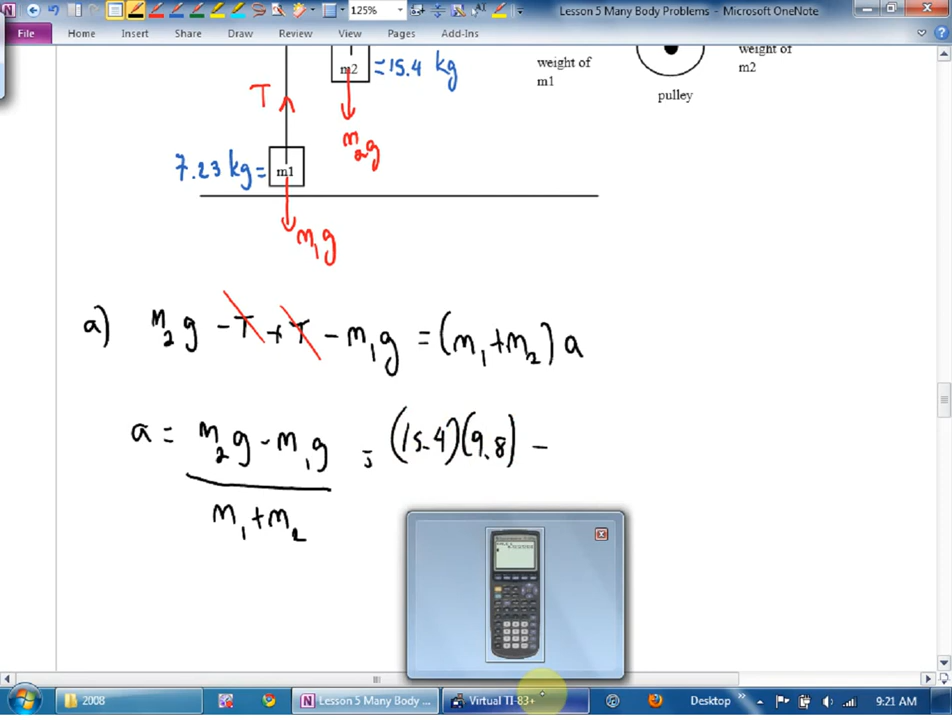 125%
Lesson 5 Many Body Problems - Microsoft OneNote
File Home Insert Share Draw Review Pages Add-Ins
m2 =15.4 kg
weight of
m1
weight of
m2
pulley
T
m₂g
7.23 kg= m1
m₁g
a) m₂g - T + T - m₁g = (m₁+m₂) a
a = m₂g - m₁g = (15.4)(9.8) -
m₁+m₂
2008
Lesson 5 Many Body ...
Virtual TI-83+
Desktop
9:21 AM